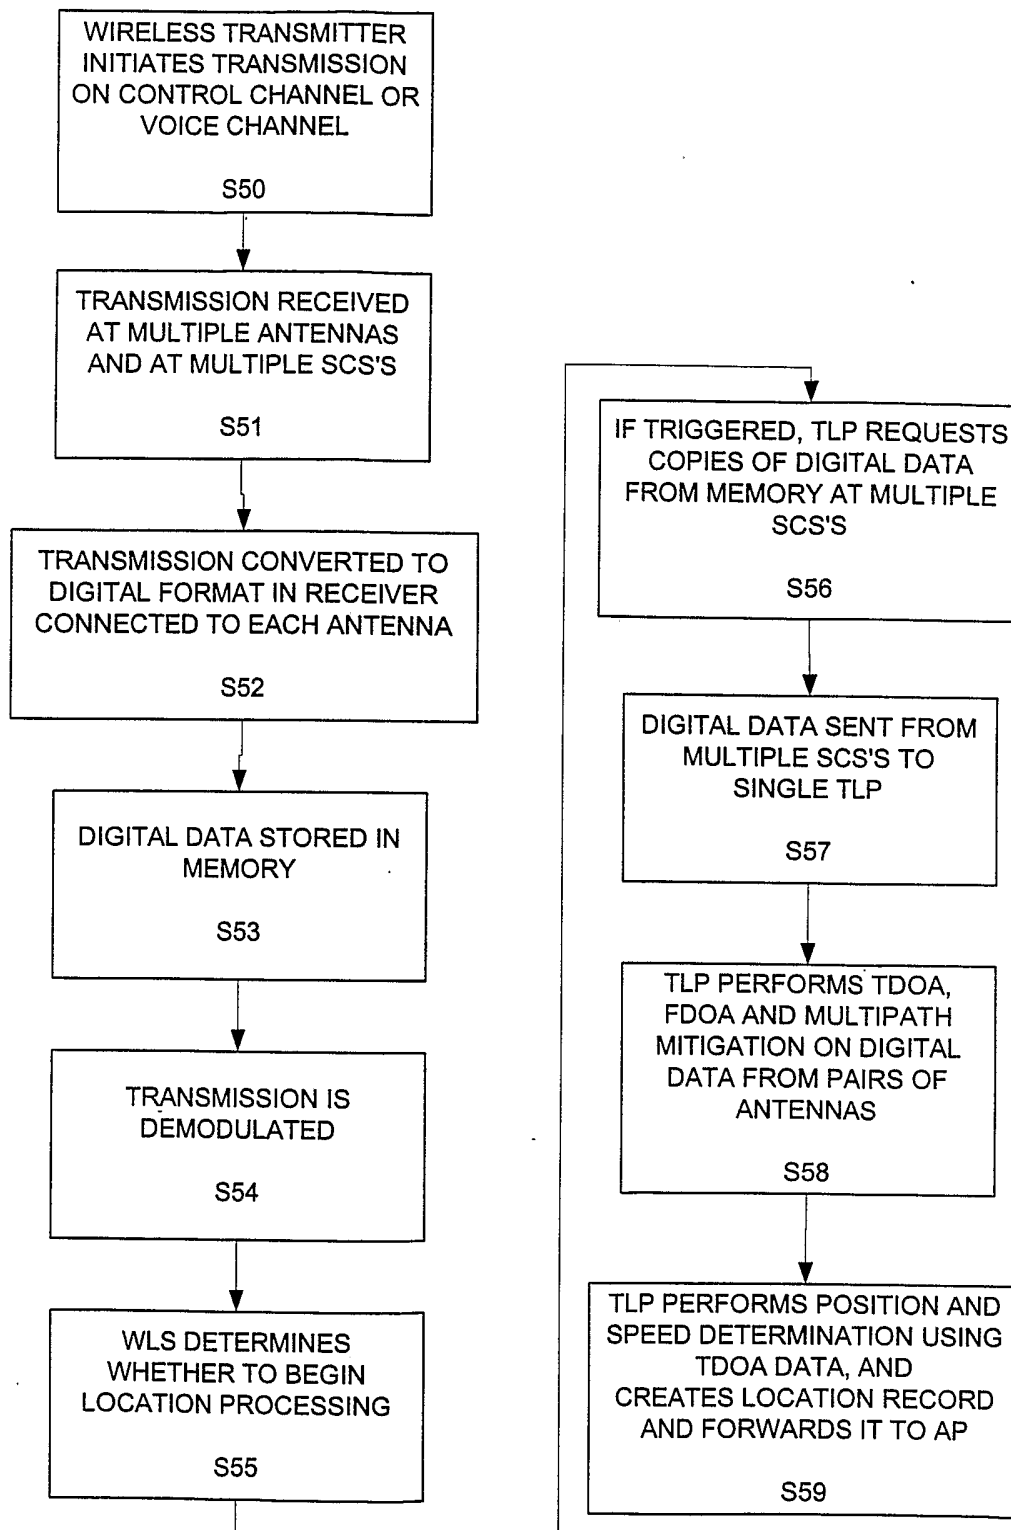 WIRELESS TRANSMITTER
INITIATES TRANSMISSION
ON CONTROL CHANNEL OR
VOICE CHANNEL
S50
TRANSMISSION RECEIVED
AT MULTIPLE ANTENNAS
AND AT MULTIPLE SCS'S
S51
TRANSMISSION CONVERTED TO
DIGITAL FORMAT IN RECEIVER
CONNECTED TO EACH ANTENNA
S52
DIGITAL DATA STORED IN
MEMORY
S53
TRANSMISSION IS
DEMODULATED
S54
WLS DETERMINES
WHETHER TO BEGIN
LOCATION PROCESSING
S55
IF TRIGGERED, TLP REQUESTS
COPIES OF DIGITAL DATA
FROM MEMORY AT MULTIPLE
SCS'S
S56
DIGITAL DATA SENT FROM
MULTIPLE SCS'S TO
SINGLE TLP
S57
TLP PERFORMS TDOA,
FDOA AND MULTIPATH
MITIGATION ON DIGITAL
DATA FROM PAIRS OF
ANTENNAS
S58
TLP PERFORMS POSITION AND
SPEED DETERMINATION USING
TDOA DATA, AND
CREATES LOCATION RECORD
AND FORWARDS IT TO AP
S59